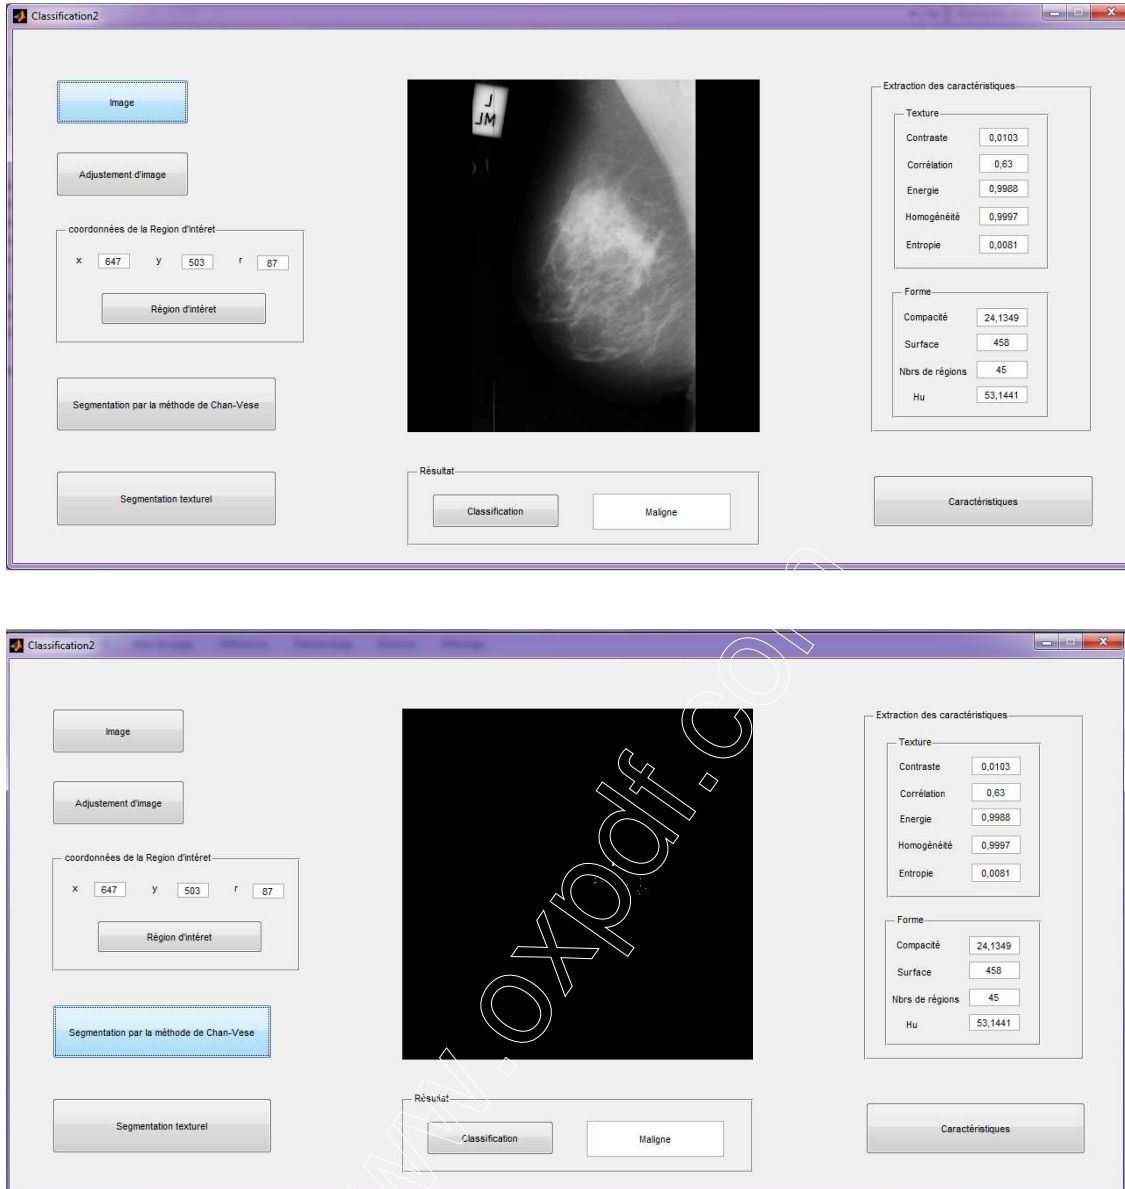 Classification2
Image
Adjustement d'image
coordonnées de la Region d'intéret
x 647 y 503 r 87
Région d'intéret
Segmentation par la méthode de Chan-Vese
Segmentation texturel
L
ML
Résultat
Classification Maligne
Extraction des caractéristiques
Texture
Contraste 0,0103
Corrélation 0,63
Energie 0,9988
Homogénéité 0,9997
Entropie 0,0081
Forme
Compacité 24,1349
Surface 458
Nbrs de régions 45
Hu 53,1441
Caractéristiques
Classification2
Image
Adjustement d'image
coordonnées de la Region d'intéret
x 647 y 503 r 87
Région d'intéret
Segmentation par la méthode de Chan-Vese
Segmentation texturel
Résultat
Classification Maligne
Extraction des caractéristiques
Texture
Contraste 0,0103
Corrélation 0,63
Energie 0,9988
Homogénéité 0,9997
Entropie 0,0081
Forme
Compacité 24,1349
Surface 458
Nbrs de régions 45
Hu 53,1441
Caractéristiques
www.oxpdf.com